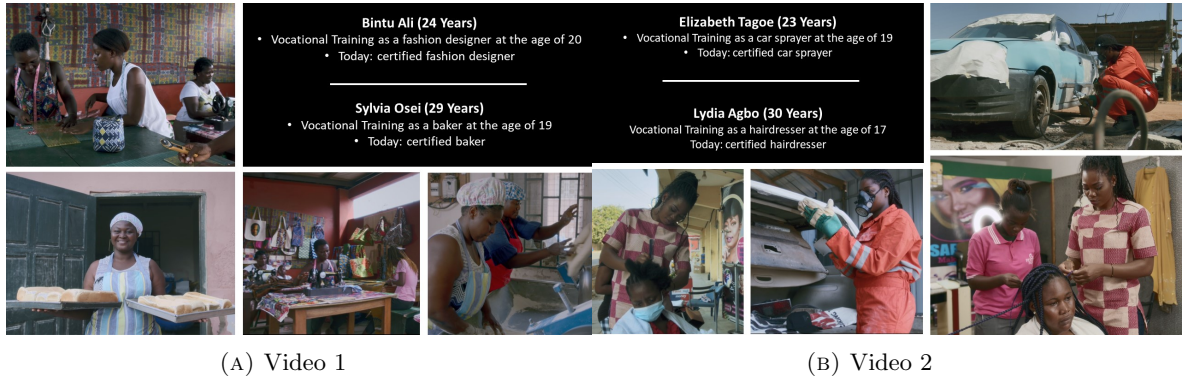 Bintu Ali (24 Years)
• Vocational Training as a fashion designer at the age of 20
• Today: certified fashion designer
Sylvia Osei (29 Years)
• Vocational Training as a baker at the age of 19
• Today: certified baker
Elizabeth Tagoe (23 Years)
• Vocational Training as a car sprayer at the age of 19
• Today: certified car sprayer
Lydia Agbo (30 Years)
Vocational Training as a hairdresser at the age of 17
Today: certified hairdresser
SAF
(A) Video 1
(B) Video 2